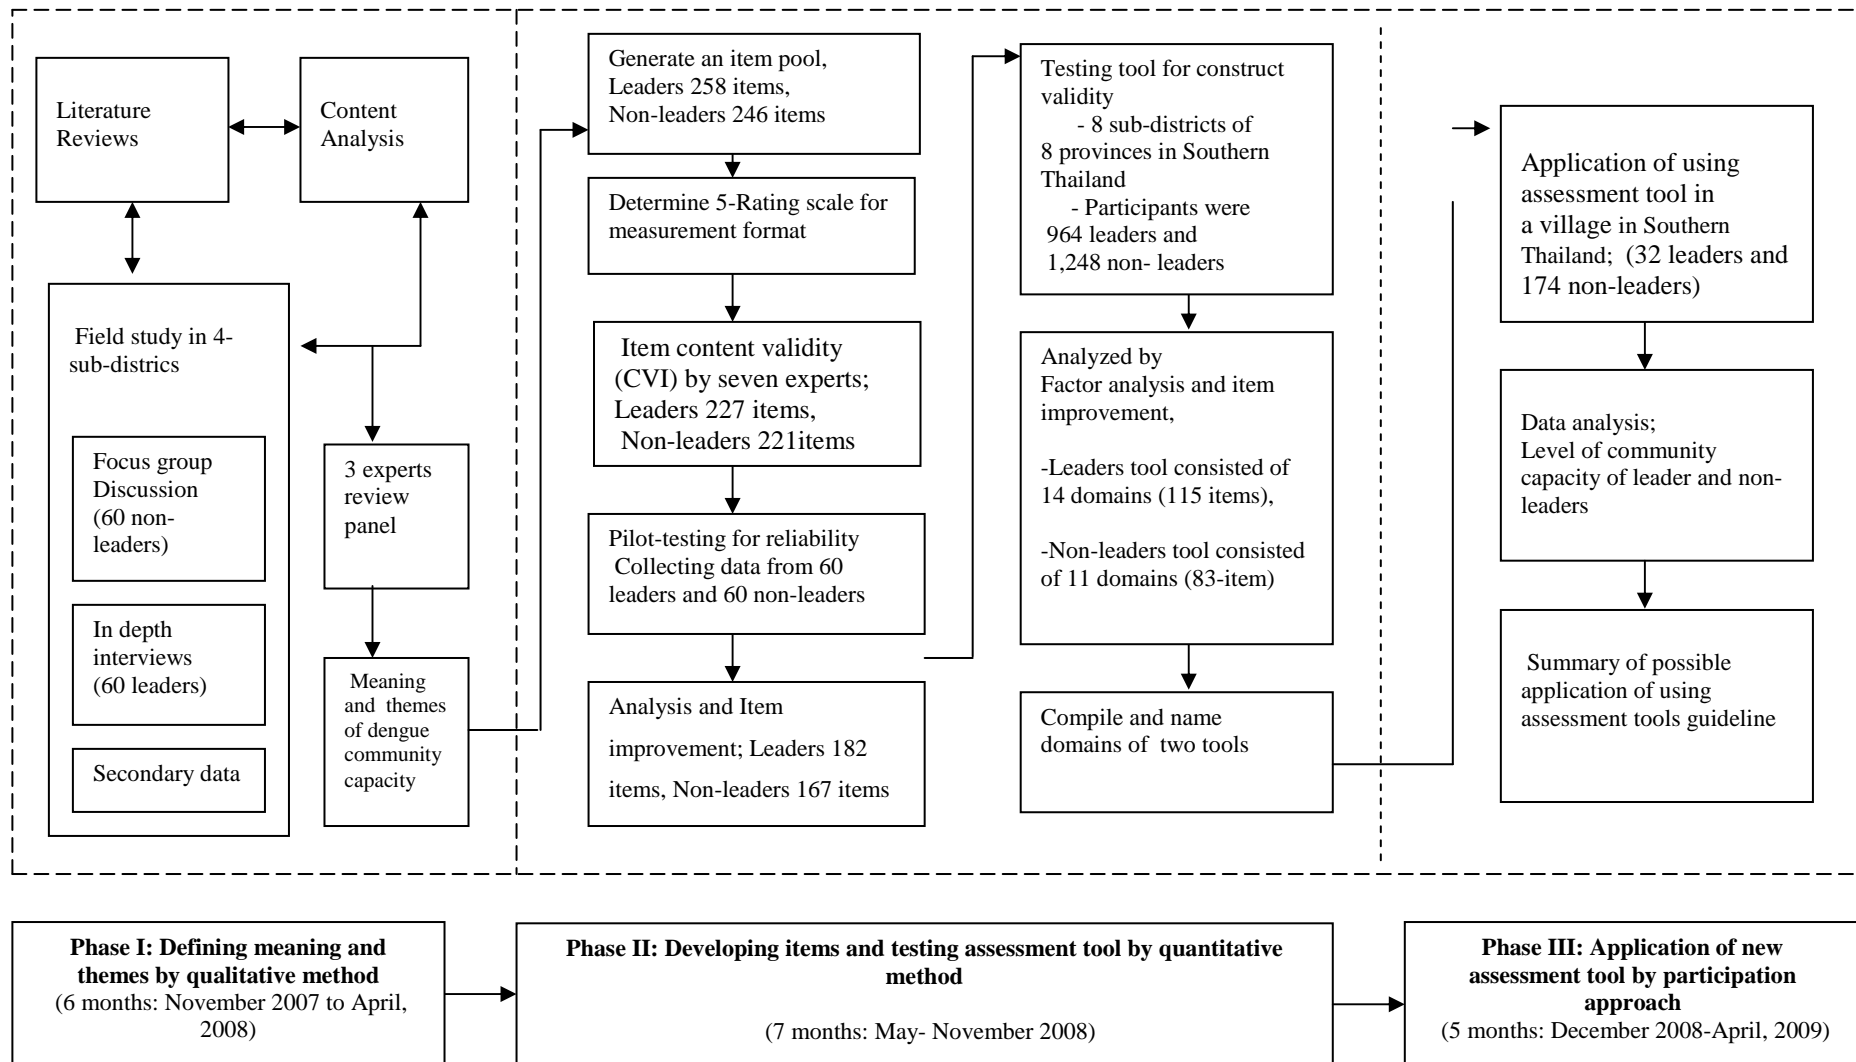 Literature
Reviews
Content
Analysis
Field study in 4-
sub-districs
Focus group
Discussion
(60 non-
leaders)
In depth
interviews
(60 leaders)
Secondary data
3 experts
review
panel
Meaning
and themes
of dengue
community
capacity
Generate an item pool,
Leaders 258 items,
Non-leaders 246 items
Determine 5-Rating scale for
measurement format
Item content validity
(CVI) by seven experts;
Leaders 227 items,
Non-leaders 221items
Pilot-testing for reliability
Collecting data from 60
leaders and 60 non-leaders
Analysis and Item
improvement; Leaders 182
items, Non-leaders 167 items
Testing tool for construct
validity
- 8 sub-districts of
8 provinces in Southern
Thailand
- Participants were
964 leaders and
1,248 non- leaders
Analyzed by
Factor analysis and item
improvement,
-Leaders tool consisted of
14 domains (115 items),
-Non-leaders tool consisted
of 11 domains (83-item)
Compile and name
domains of two tools
Application of using
assessment tool in
a village in Southern
Thailand; (32 leaders and
174 non-leaders)
Data analysis;
Level of community
capacity of leader and non-
leaders
Summary of possible
application of using
assessment tools guideline
Phase I: Defining meaning and
themes by qualitative method
(6 months: November 2007 to April,
2008)
Phase II: Developing items and testing assessment tool by quantitative
method
(7 months: May- November 2008)
Phase III: Application of new
assessment tool by participation
approach
(5 months: December 2008-April, 2009)